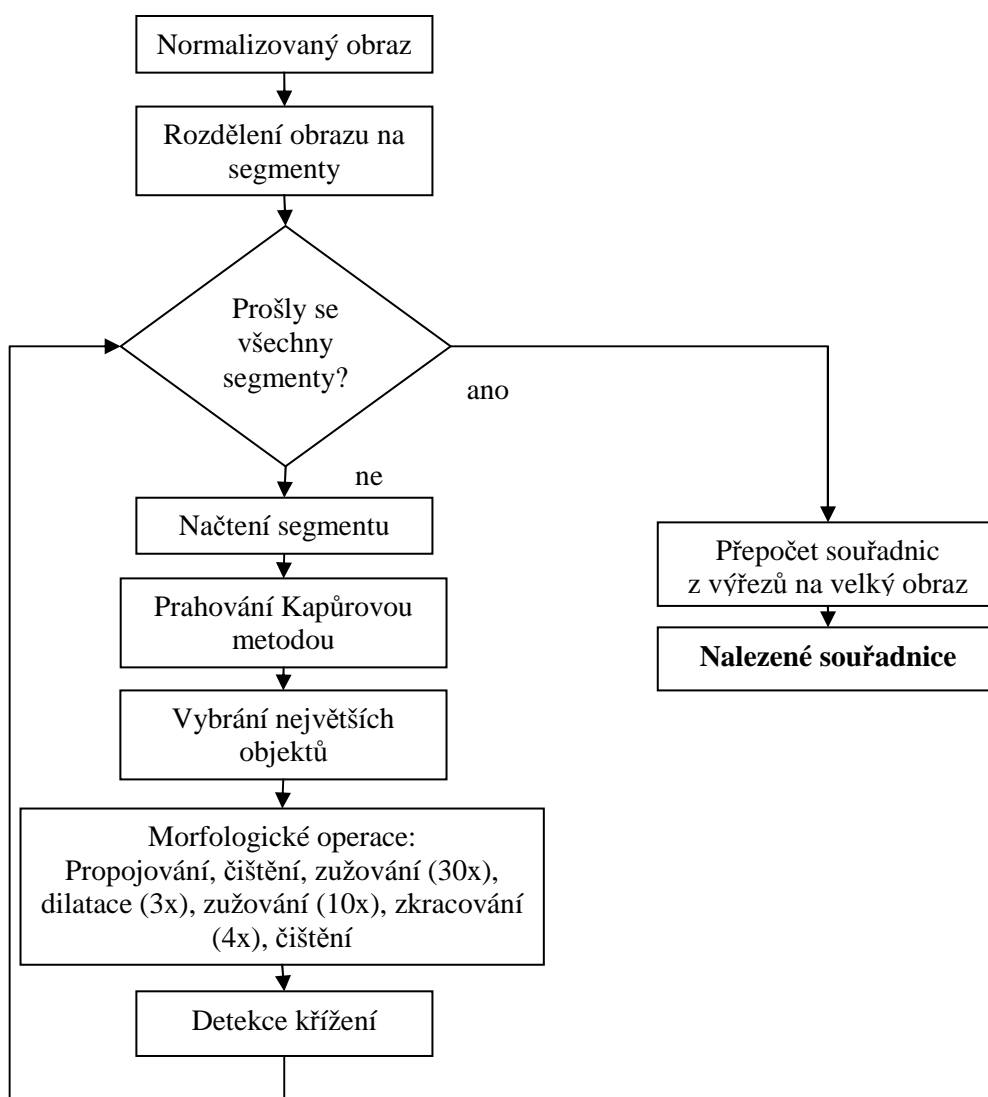 Normalizovaný obraz
Rozdělení obrazu na
segmenty
Prošly se
všechny
segmenty?
ano
ne
Načtení segmentu
Prahování Kapůrovou
metodou
Vybrání největších
objektů
Morfologické operace:
Propojování, čištění, zužování (30x),
dilatace (3x), zužování (10x), zkracování
(4x), čištění
Detekce křížení
Přepočet souřadnic
z výřezů na velký obraz
Nalezené souřadnice